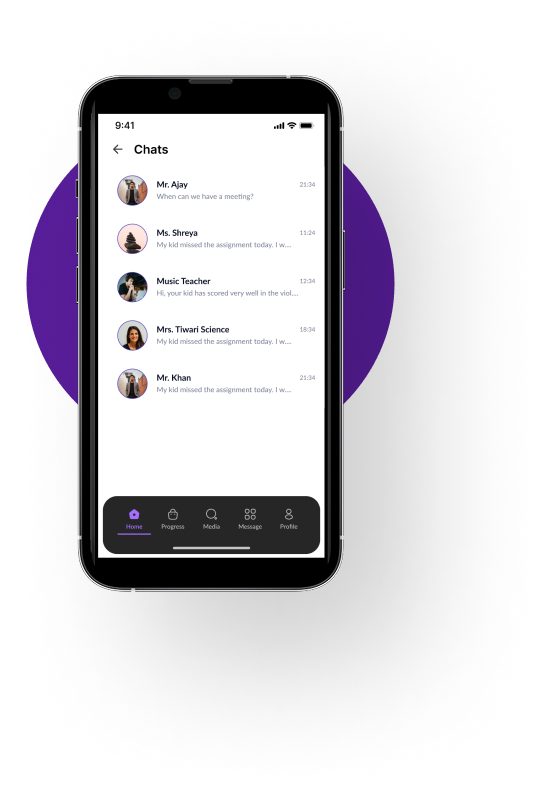 9:41
Chats
Mr. Ajay 21:34
When can we have a meeting?
Ms. Shreya 11:24
My kid missed the assignment today. I w....
Music Teacher 12:34
Hi, your kid has scored very well in the viol....
Mrs. Tiwari Science 18:34
My kid missed the assignment today. I w....
Mr. Khan 21:34
My kid missed the assignment today. I w....
Home Progress Media Message Profile